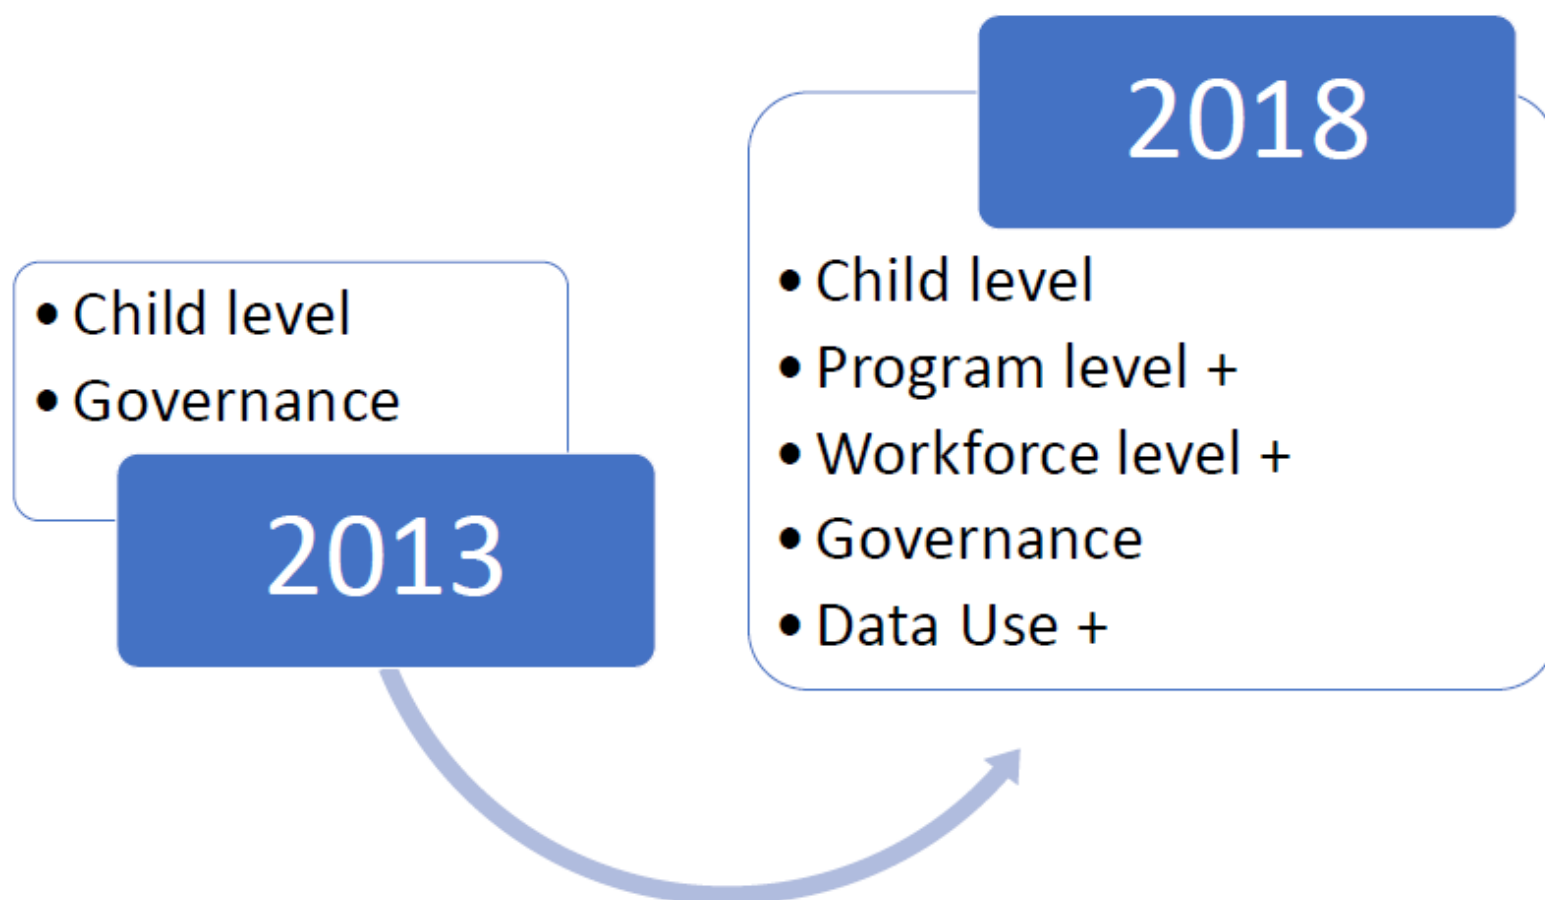 • Child level
• Governance
2013
2018
• Child level
• Program level +
• Workforce level +
• Governance
• Data Use +